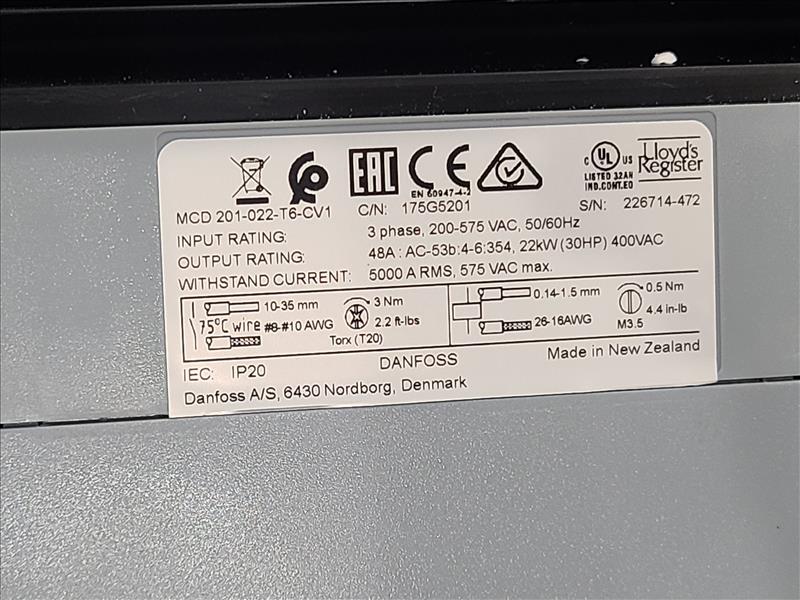 EAC
CE
EN 60947-4-2
C UL US
LISTED 32AN
IND.CONT.EQ
Lloyd's
Register
MCD 201-022-T6-CV1 C/N: 175G5201 S/N: 226714-472
INPUT RATING: 3 phase, 200-575 VAC, 50/60Hz
OUTPUT RATING: 48A : AC-53b:4-6:354, 22kW (30HP) 400VAC
WITHSTAND CURRENT: 5000 A RMS, 575 VAC max.
10-35 mm 3 Nm
75°C wire #8-#10 AWG 2.2 ft-lbs
Torx (T20)
0.14-1.5 mm 0.5 Nm
26-16AWG 4.4 in-lb
M3.5
IEC: IP20 DANFOSS Made in New Zealand
Danfoss A/S, 6430 Nordborg, Denmark